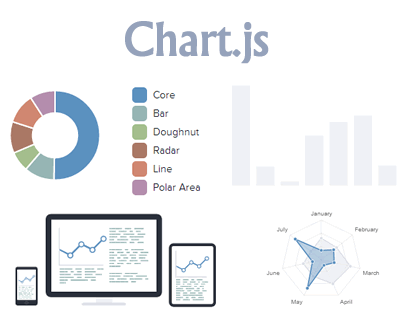 Chart.js
Core
Bar
Doughnut
Radar
Line
Polar Area
January
February
March
April
May
June
July